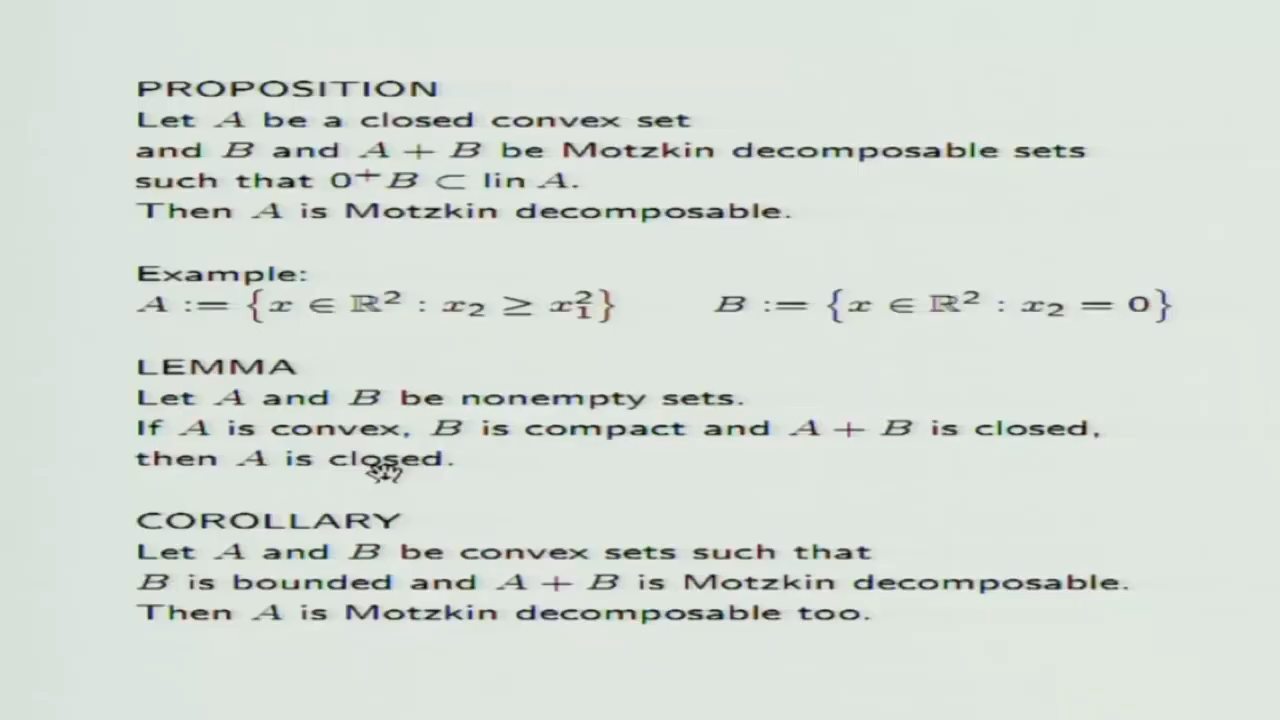 PROPOSITION
Let A be a closed convex set
and B and A + B be Motzkin decomposable sets
such that 0⁺B ⊂ lin A.
Then A is Motzkin decomposable.
Example:
A := {x ∈ ℝ² : x₂ ≥ x₁²}   B := {x ∈ ℝ² : x₂ = 0}
LEMMA
Let A and B be nonempty sets.
If A is convex, B is compact and A + B is closed,
then A is closed.
COROLLARY
Let A and B be convex sets such that
B is bounded and A + B is Motzkin decomposable.
Then A is Motzkin decomposable too.